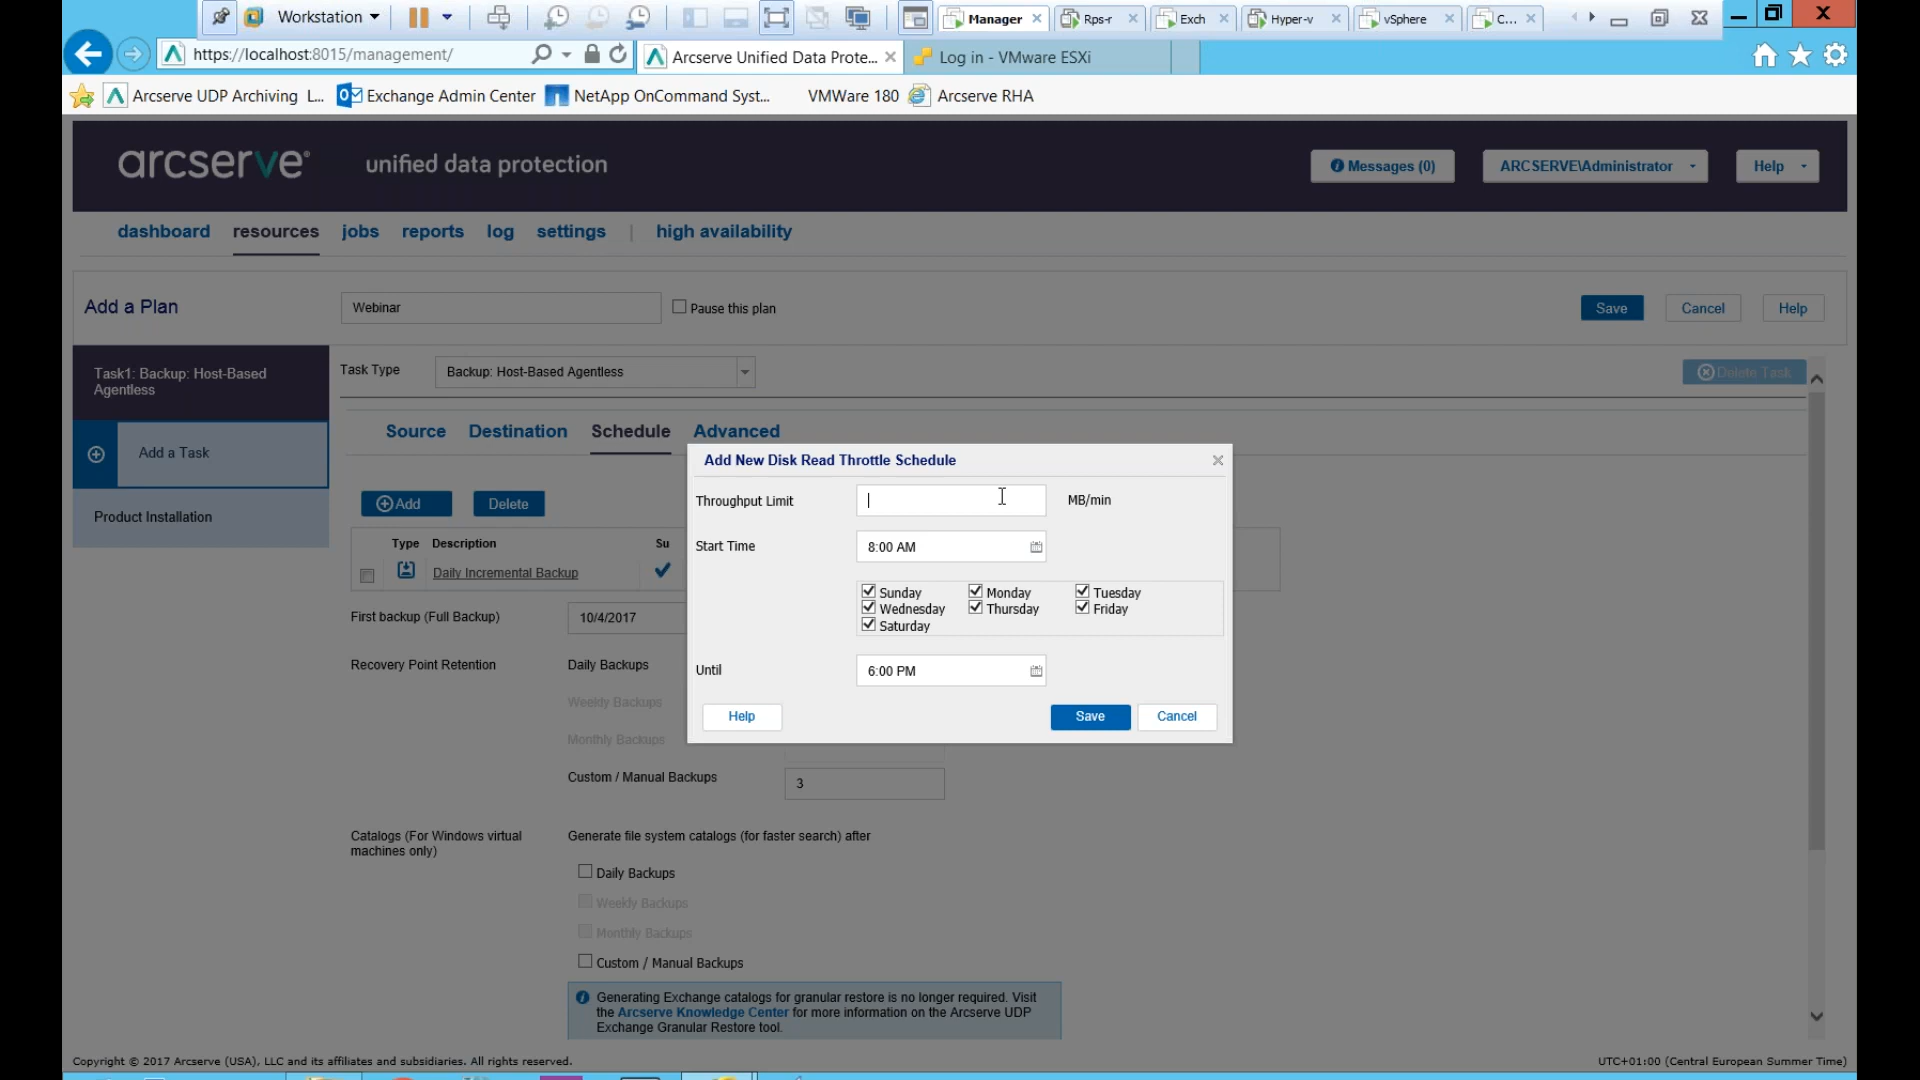 Workstation
Manager
Rps-r
Exch
Hyper-v
vSphere
C...
https://localhost:8015/management/
Arcserve Unified Data Prote...
Log in - VMware ESXi
Arcserve UDP Archiving L...
Exchange Admin Center
NetApp OnCommand Syst...
VMWare 180
Arcserve RHA
arcserve®
unified data protection
Messages (0)
ARCSERVE\Administrator
Help
dashboard
resources
jobs
reports
log
settings
high availability
Add a Plan
Webinar
Pause this plan
Save
Cancel
Help
Task1: Backup: Host-Based
Agentless
Add a Task
Product Installation
Task Type
Backup: Host-Based Agentless
Delete Task
Source
Destination
Schedule
Advanced
Add
Delete
Type
Description
Su
Daily Incremental Backup
First backup (Full Backup)
10/4/2017
Recovery Point Retention
Daily Backups
Weekly Backups
Monthly Backups
Custom / Manual Backups
3
Add New Disk Read Throttle Schedule
Throughput Limit
MB/min
Start Time
8:00 AM
Sunday
Monday
Tuesday
Wednesday
Thursday
Friday
Saturday
Until
6:00 PM
Help
Save
Cancel
Catalogs (For Windows virtual
machines only)
Generate file system catalogs (for faster search) after
Daily Backups
Weekly Backups
Monthly Backups
Custom / Manual Backups
Generating Exchange catalogs for granular restore is no longer required. Visit
the Arcserve Knowledge Center for more information on the Arcserve UDP
Exchange Granular Restore tool.
Copyright © 2017 Arcserve (USA), LLC and its affiliates and subsidiaries. All rights reserved.
UTC+01:00 (Central European Summer Time)